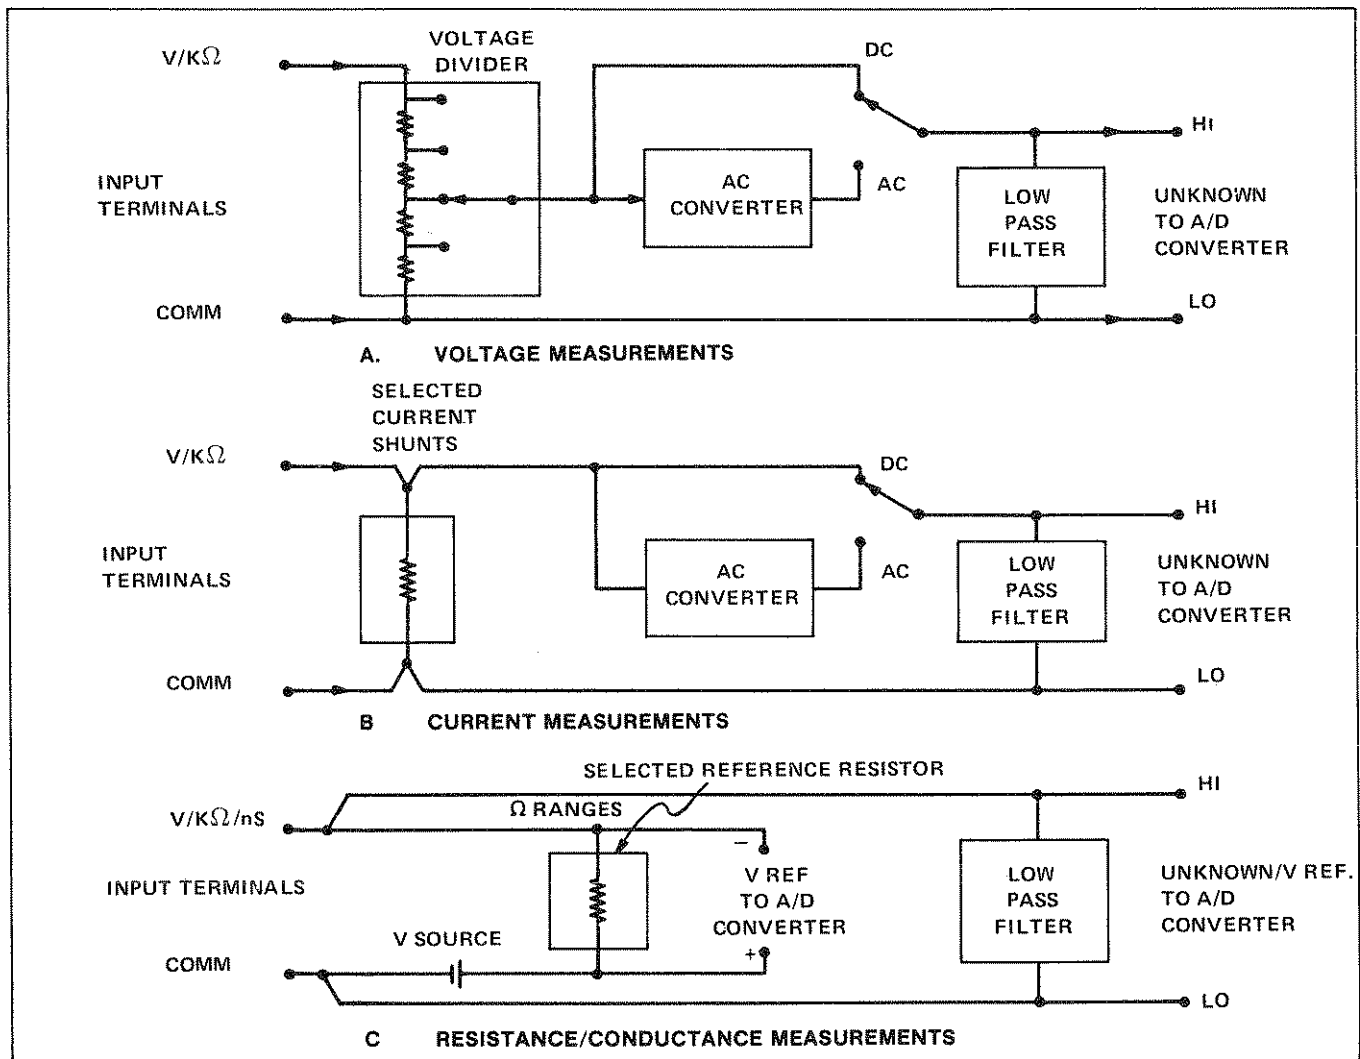 V/KΩ
VOLTAGE
DIVIDER
DC
HI
INPUT
TERMINALS
AC
CONVERTER
AC
LOW
PASS
FILTER
UNKNOWN
TO A/D
CONVERTER
COMM
LO
A. VOLTAGE MEASUREMENTS
SELECTED
CURRENT
SHUNTS
V/KΩ
DC
HI
INPUT
TERMINALS
AC
CONVERTER
AC
LOW
PASS
FILTER
UNKNOWN
TO A/D
CONVERTER
COMM
LO
B CURRENT MEASUREMENTS
SELECTED REFERENCE RESISTOR
HI
V/KΩ/nS
Ω RANGES
INPUT TERMINALS
−
V REF
TO A/D
CONVERTER
+
LOW
PASS
FILTER
UNKNOWN/V REF.
TO A/D
CONVERTER
V SOURCE
COMM
LO
C RESISTANCE/CONDUCTANCE MEASUREMENTS